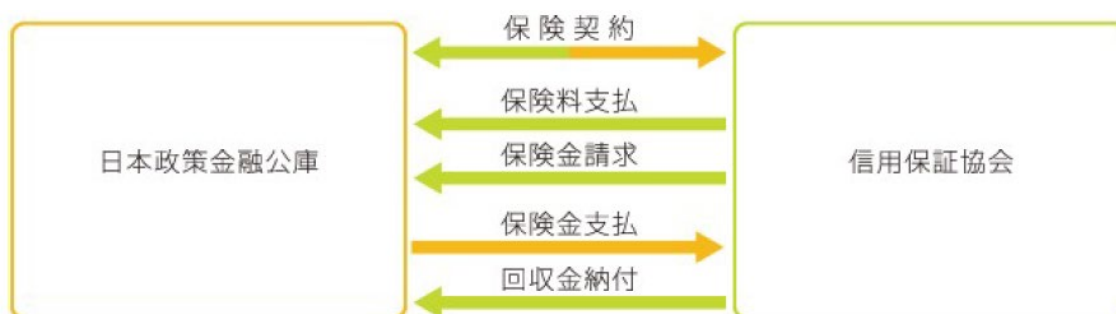 保険契約
保険料支払
保険金請求
日本政策金融公庫
信用保証協会
保険金支払
回収金納付